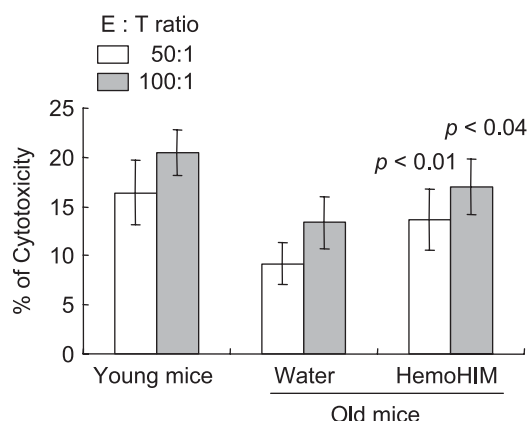 E : T ratio
50:1
100:1
% of Cytotoxicity
25
20
15
10
5
0
p < 0.01
p < 0.04
Young mice
Water
HemoHIM
Old mice